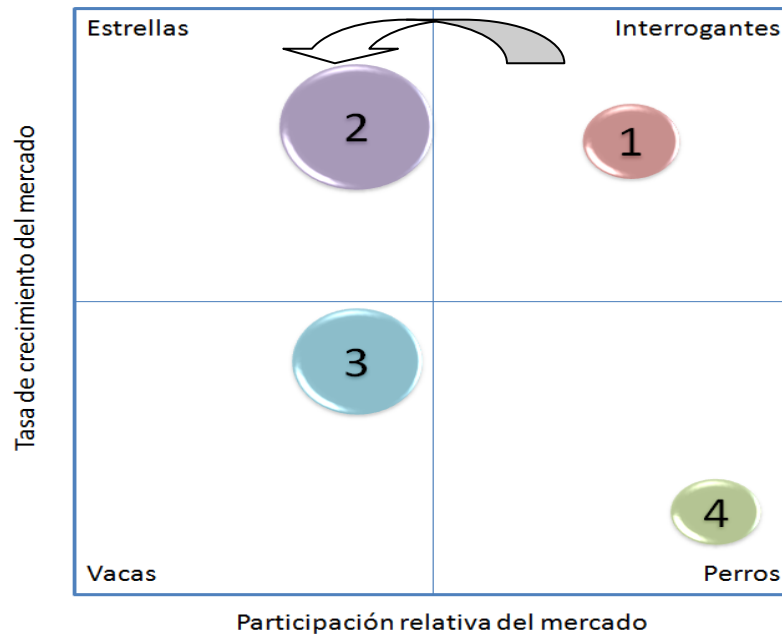 Estrellas
Interrogantes
2
1
Tasa de crecimiento del mercado
3
4
Vacas
Perros
Participación relativa del mercado